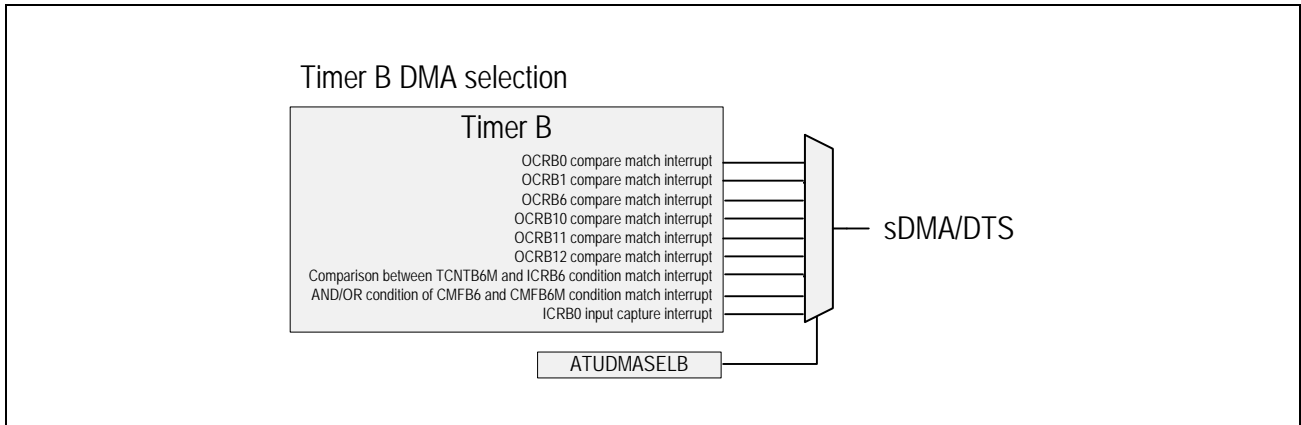 Timer B DMA selection
Timer B
OCRB0 compare match interrupt
OCRB1 compare match interrupt
OCRB6 compare match interrupt
OCRB10 compare match interrupt
OCRB11 compare match interrupt
OCRB12 compare match interrupt
Comparison between TCNTB6M and ICRB6 condition match interrupt
AND/OR condition of CMFB6 and CMFB6M condition match interrupt
ICRB0 input capture interrupt
sDMA/DTS
ATUDMASELB